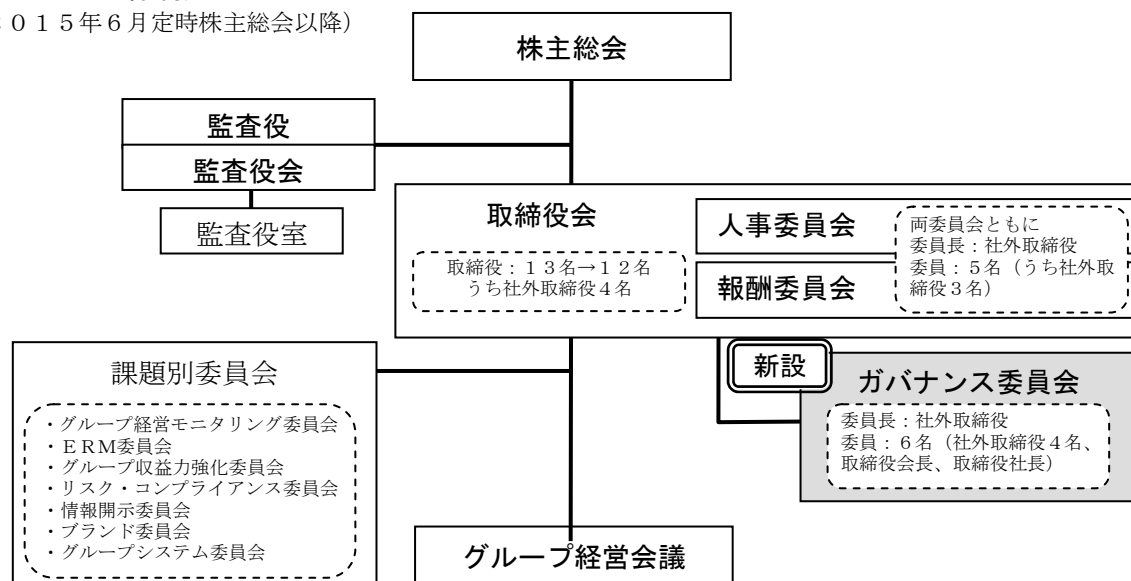 ０１５年６月定時株主総会以降）
株主総会
監査役
監査役会
監査役室
取締役会
取締役：１３名→１２名
うち社外取締役４名
人事委員会
報酬委員会
両委員会ともに
委員長：社外取締役
委員：５名（うち社外取
締役３名）
課題別委員会
・グループ経営モニタリング委員会
・ＥＲＭ委員会
・グループ収益力強化委員会
・リスク・コンプライアンス委員会
・情報開示委員会
・ブランド委員会
・グループシステム委員会
新設
ガバナンス委員会
委員長：社外取締役
委員：６名（社外取締役４名、
取締役会長、取締役社長）
グループ経営会議